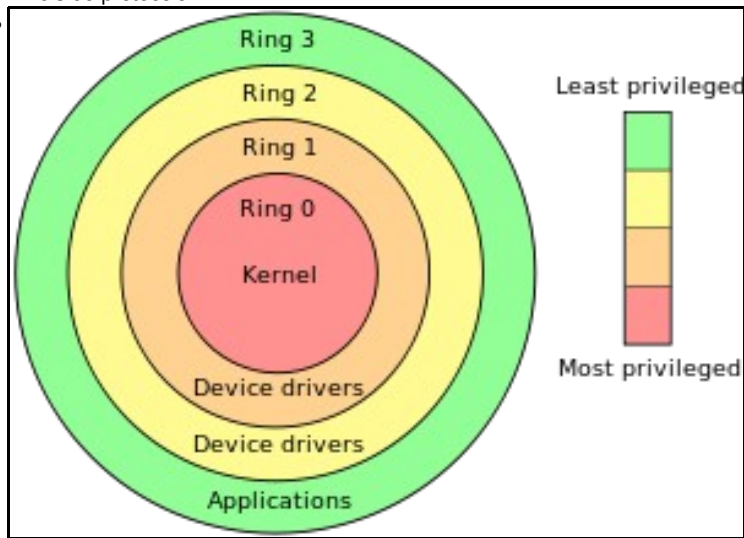 Ring 3
Ring 2
Ring 1
Ring 0
Kernel
Device drivers
Device drivers
Applications
Least privileged
Most privileged